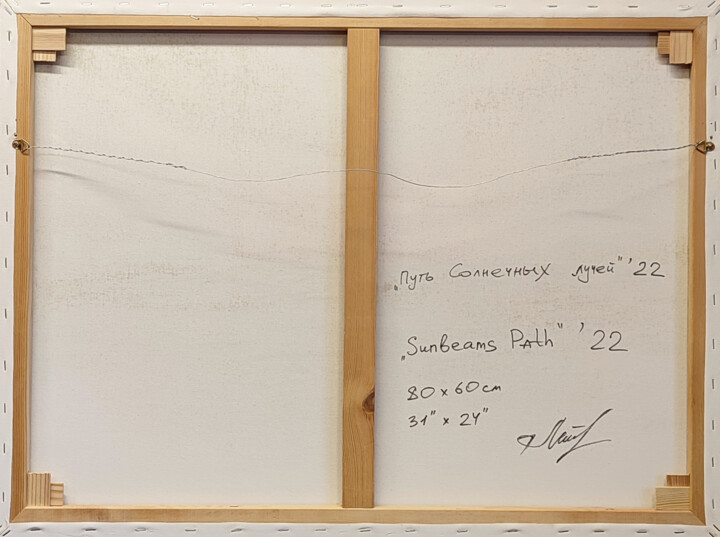 „Путь Солнечных лучей" '22
„Sunbeams Path" '22
80 x 60 cm
31" x 24"